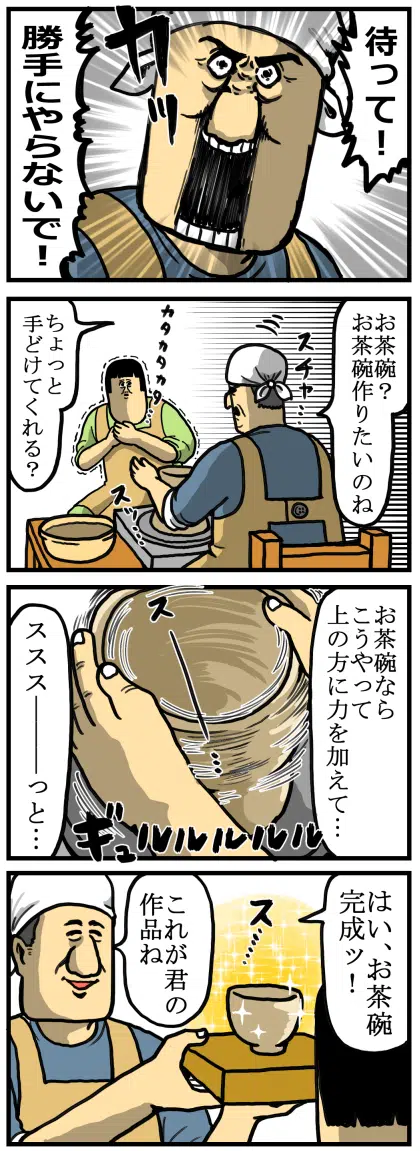 待って！
勝手にやらないで！
カッ
お茶碗？
お茶碗作りたいのね
スチャ…
カタカタカタカタ
ちょっと
手どけてくれる？
スッ…
お茶碗なら
こうやって
上の方に力を加えて…
ス…
ススス――っと…
ギュルルルルルルル
はい、お茶碗
完成ッ！
ス……
これが君の
作品ね